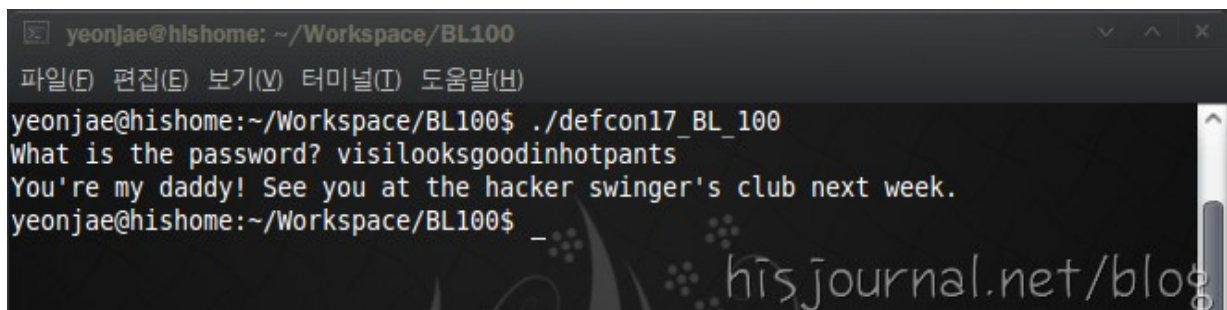 yeonjae@hishome: ~/Workspace/BL100
파일(F) 편집(E) 보기(V) 터미널(T) 도움말(H)
yeonjae@hishome:~/Workspace/BL100$ ./defcon17_BL_100
What is the password? visilooksgoodinhotpants
You're my daddy! See you at the hacker swinger's club next week.
yeonjae@hishome:~/Workspace/BL100$ _
hisjournal.net/blog